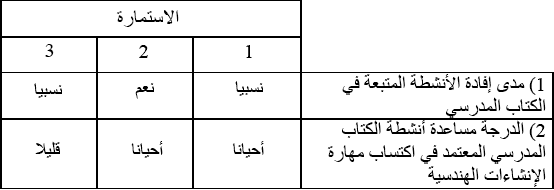 الاستمارة
1 2 3
1) مدى إفادة الأنشطة المتبعة في
الكتاب المدرسي
نسبيا نعم نسبيا
2) الدرجة مساعدة أنشطة الكتاب
المدرسي المعتمد في اكتساب مهارة
الإنشاءات الهندسية
أحيانا أحيانا قليلا